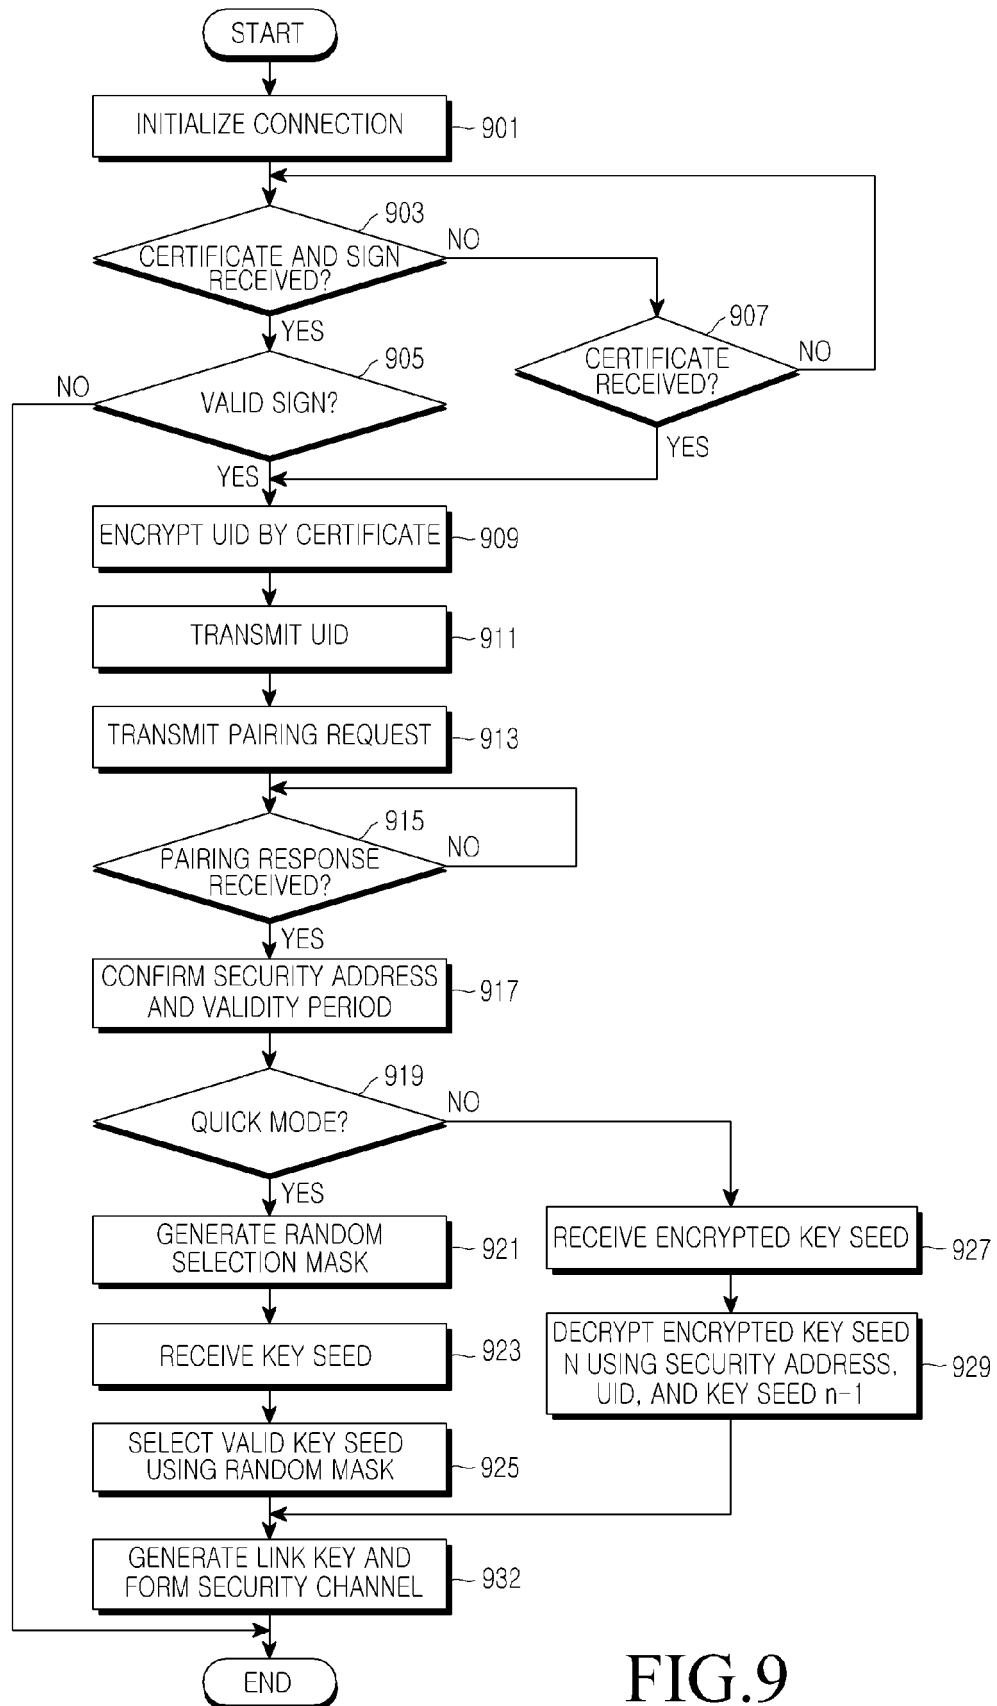 START
INITIALIZE CONNECTION
901
903
CERTIFICATE AND SIGN
RECEIVED?
NO
YES
907
CERTIFICATE
RECEIVED?
NO
YES
905
NO
VALID SIGN?
YES
ENCRYPT UID BY CERTIFICATE
909
TRANSMIT UID
911
TRANSMIT PAIRING REQUEST
913
915
PAIRING RESPONSE
RECEIVED?
NO
YES
CONFIRM SECURITY ADDRESS
AND VALIDITY PERIOD
917
919
QUICK MODE?
NO
YES
GENERATE RANDOM
SELECTION MASK
921
RECEIVE KEY SEED
923
SELECT VALID KEY SEED
USING RANDOM MASK
925
RECEIVE ENCRYPTED KEY SEED
927
DECRYPT ENCRYPTED KEY SEED
N USING SECURITY ADDRESS,
UID, AND KEY SEED n-1
929
GENERATE LINK KEY AND
FORM SECURITY CHANNEL
932
END
FIG.9